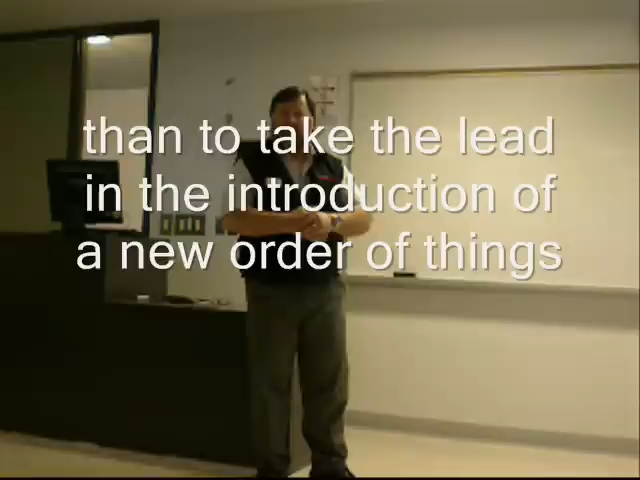 than to take the lead
in the introduction of
a new order of things